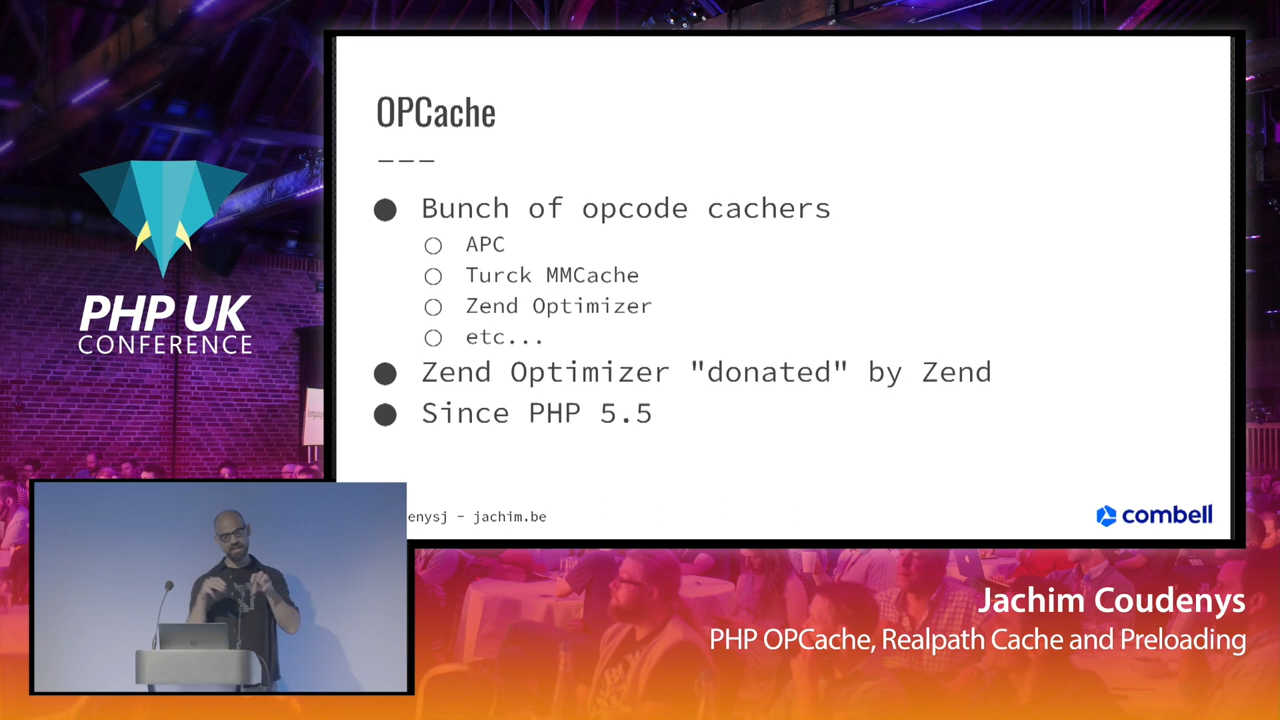 OPCache
---
● Bunch of opcode cachers
○ APC
○ Turck MMCache
○ Zend Optimizer
○ etc...
● Zend Optimizer "donated" by Zend
● Since PHP 5.5
enysj - jachim.be
combell
PHP UK
CONFERENCE
Jachim Coudenys
PHP OPCache, Realpath Cache and Preloading